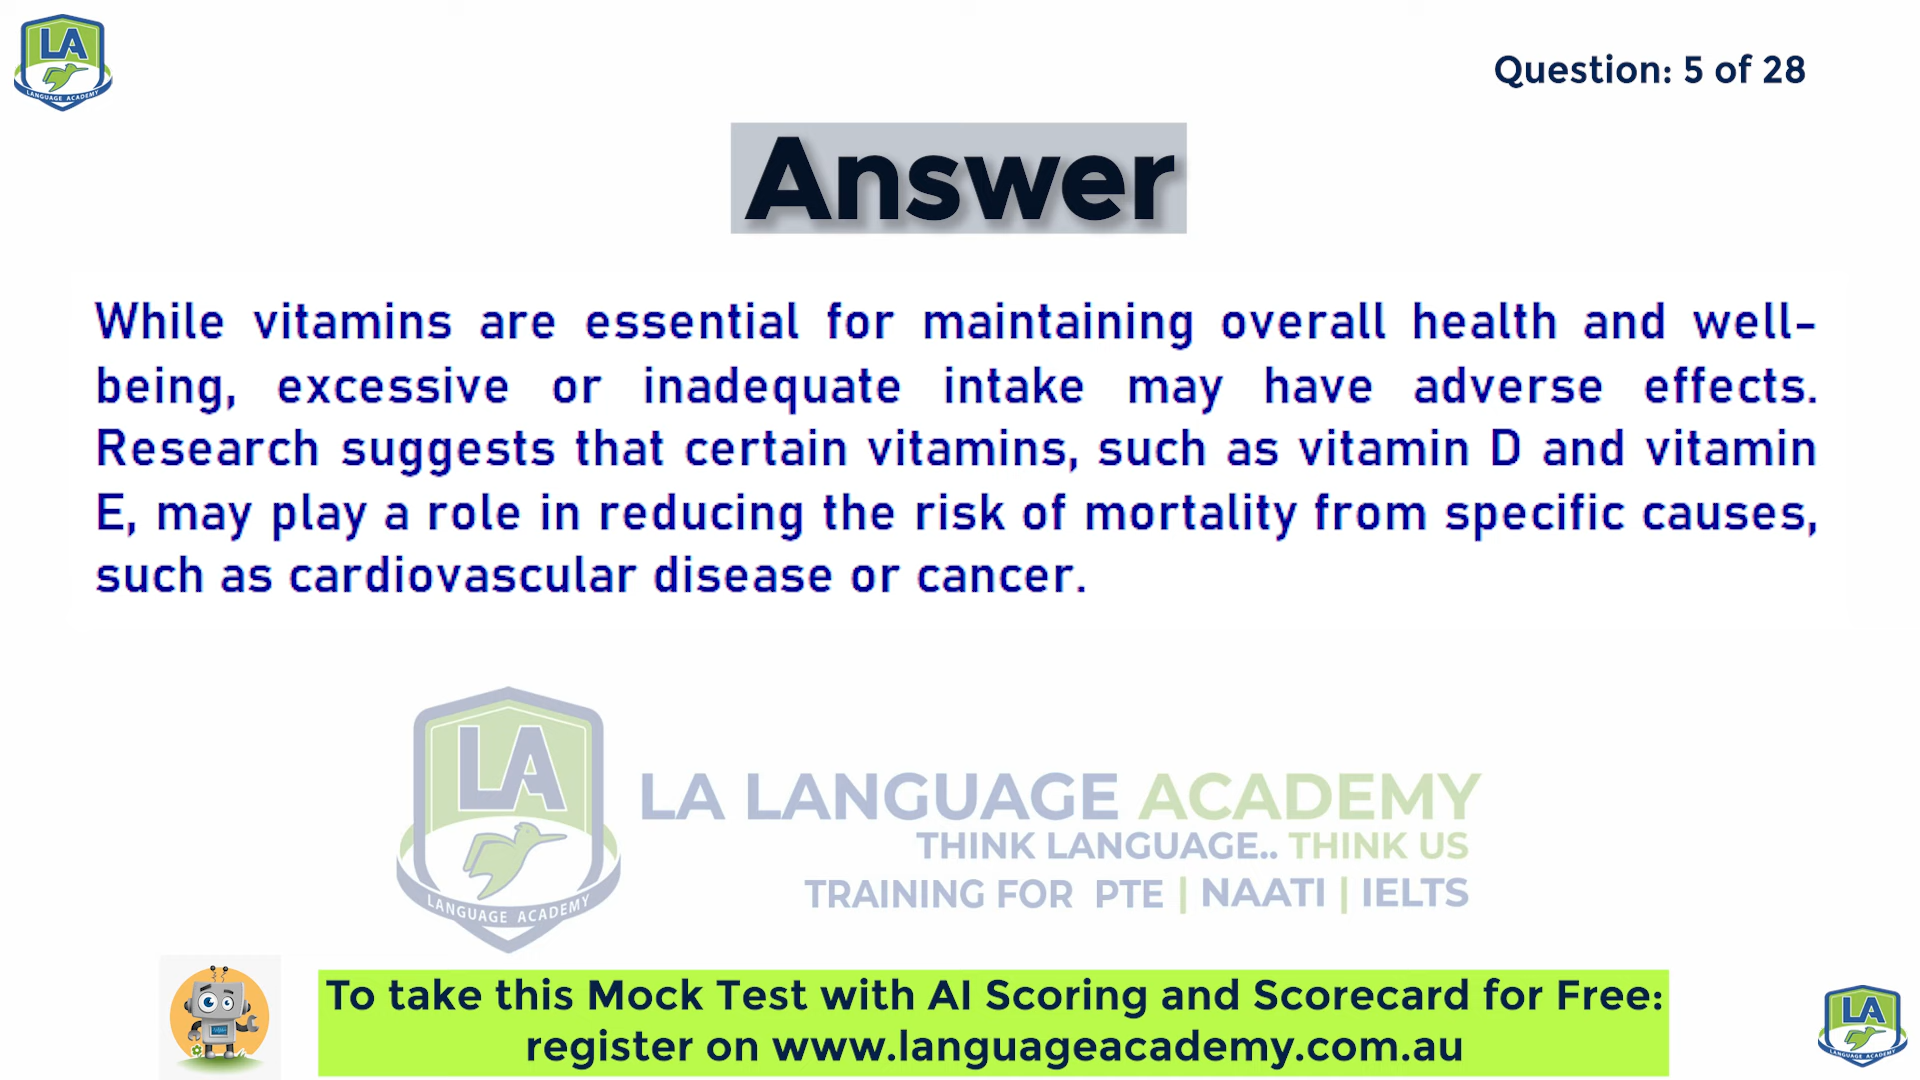 LA
LANGUAGE ACADEMY
Question: 5 of 28
Answer
While vitamins are essential for maintaining overall health and well-
being, excessive or inadequate intake may have adverse effects.
Research suggests that certain vitamins, such as vitamin D and vitamin
E, may play a role in reducing the risk of mortality from specific causes,
such as cardiovascular disease or cancer.
LA
LANGUAGE ACADEMY
LA LANGUAGE ACADEMY
THINK LANGUAGE.. THINK US
TRAINING FOR PTE | NAATI | IELTS
To take this Mock Test with AI Scoring and Scorecard for Free:
register on www.languageacademy.com.au
LA
LANGUAGE ACADEMY